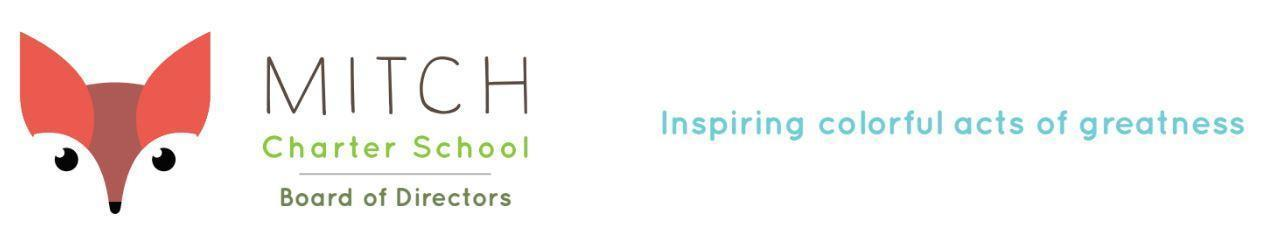 MITCH
Charter School
Board of Directors
Inspiring colorful acts of greatness